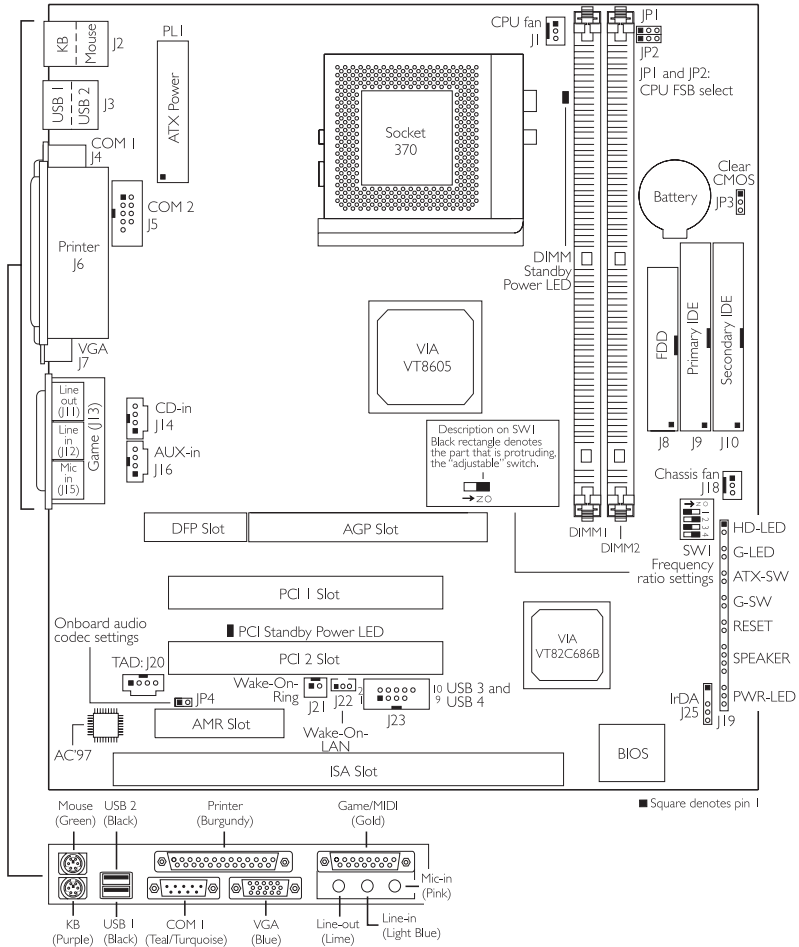 CPU fan
J1
JP1
JP2
JP1 and JP2:
CPU FSB select
KB
Mouse
J2
PL1
ATX Power
USB 1
USB 2
J3
COM 1
J4
COM 2
J5
Printer
J6
VGA
J7
Socket
370
Battery
Clear
CMOS
JP3
DIMM
Standby
Power LED
FDD
Primary IDE
Secondary IDE
J8
J9
J10
VIA
VT8605
Line
out
(J11)
Line
in
(J12)
Mic
in
(J15)
Game (J13)
CD-in
J14
AUX-in
J16
Description on SW1
Black rectangle denotes
the part that is protruding,
the "adjustable" switch.
ON
DIMM1
DIMM2
Chassis fan
J18
ON
1 2 3 4
SW1
Frequency
ratio settings
HD-LED
G-LED
ATX-SW
G-SW
RESET
SPEAKER
PWR-LED
J19
IrDA
J25
DFP Slot
AGP Slot
PCI 1 Slot
PCI Standby Power LED
PCI 2 Slot
Onboard audio
codec settings
TAD: J20
JP4
AMR Slot
AC'97
Wake-On-
Ring
J21
J22
Wake-On-
LAN
2
1
10
9
USB 3 and
USB 4
J23
VIA
VT82C686B
BIOS
ISA Slot
Square denotes pin 1
Mouse
(Green)
USB 2
(Black)
Printer
(Burgundy)
Game/MIDI
(Gold)
Mic-in
(Pink)
KB
(Purple)
USB 1
(Black)
COM 1
(Teal/Turquoise)
VGA
(Blue)
Line-out
(Lime)
Line-in
(Light Blue)